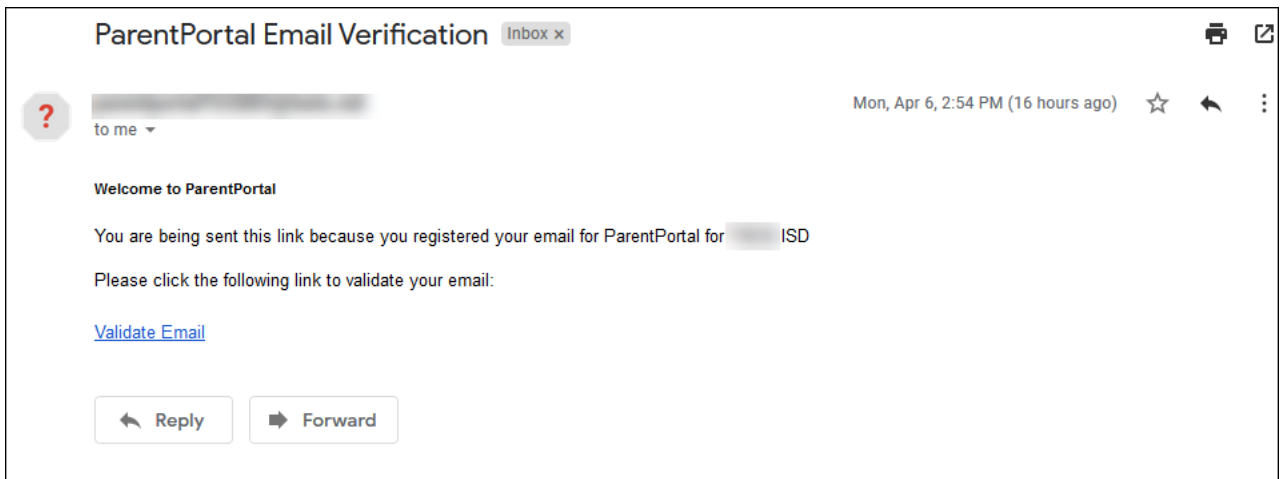 ParentPortal Email Verification Inbox x
?
Mon, Apr 6, 2:54 PM (16 hours ago)
to me
Welcome to ParentPortal
You are being sent this link because you registered your email for ParentPortal for ISD
Please click the following link to validate your email:
Validate Email
Reply Forward